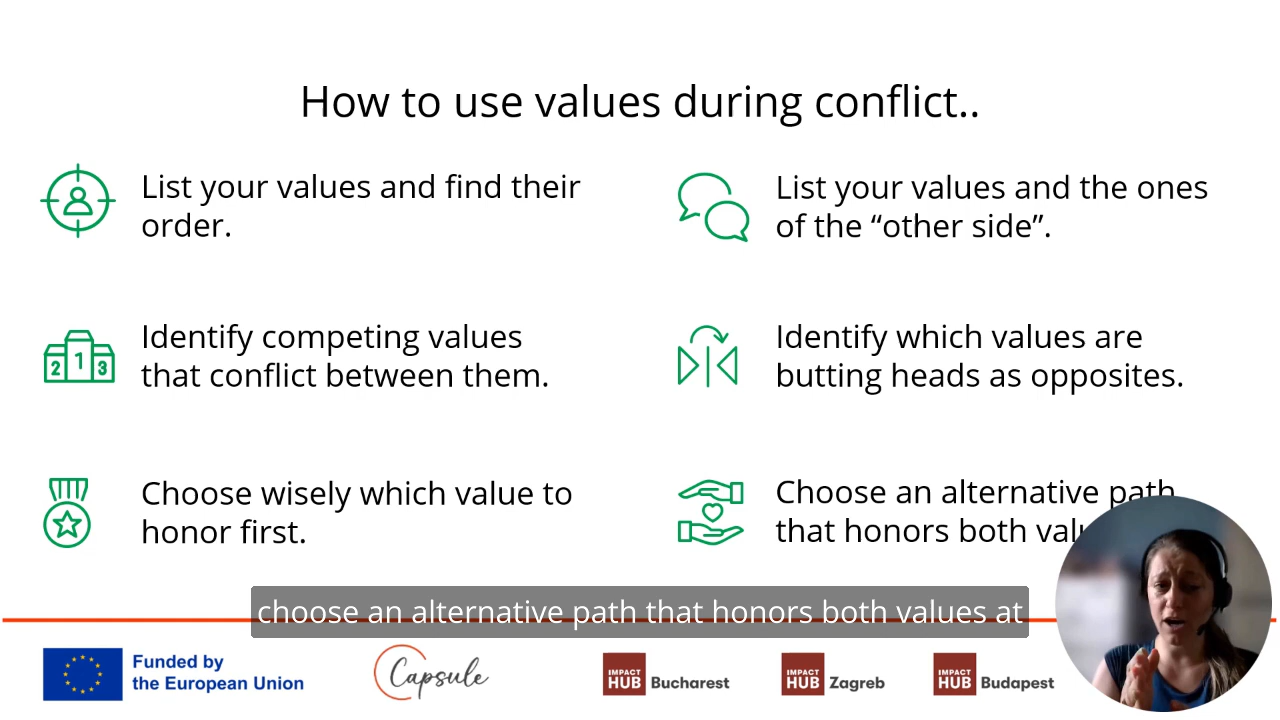 How to use values during conflict..
List your values and find their
order.
List your values and the ones
of the “other side”.
Identify competing values
that conflict between them.
Identify which values are
butting heads as opposites.
Choose wisely which value to
honor first.
Choose an alternative path
that honors both
choose an alternative path that honors both values at
Funded by
the European Union
Capsule
IMPACT
HUB Bucharest
IMPACT
HUB Zagreb
IMPACT
HUB Budapest
2 1 3